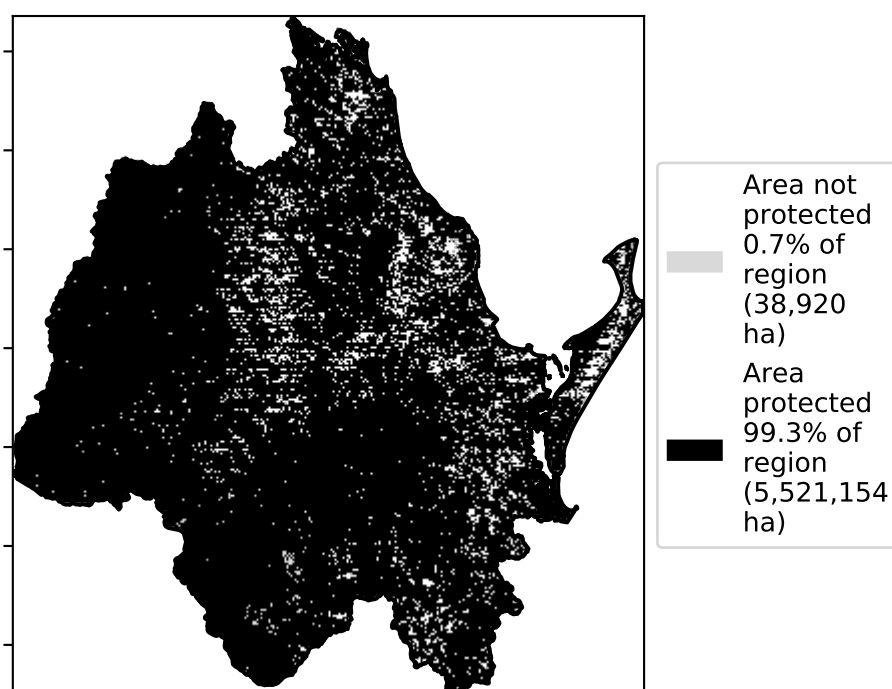 Area not
protected
0.7% of
region
(38,920
ha)
Area
protected
99.3% of
region
(5,521,154
ha)